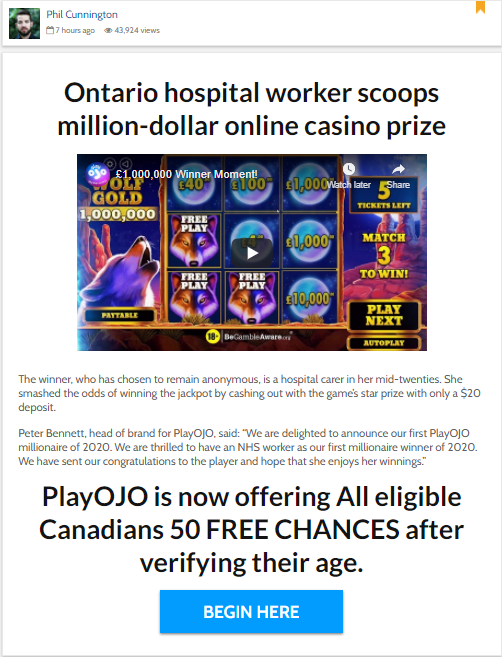 Phil Cunnington
7 hours ago 43,924 views
Ontario hospital worker scoops
million-dollar online casino prize
£1,000,000 Winner Moment!
Watch later
Share
WOLF
GOLD
1,000,000
£40
£100
£1,000
5
TICKETS LEFT
FREE
PLAY
£1,000
MATCH
3
TO WIN!
FREE
PLAY
FREE
PLAY
£10,000
PLAY
NEXT
PAYTABLE
18+ BeGambleAware.org
AUTOPLAY
The winner, who has chosen to remain anonymous, is a hospital carer in her mid-twenties. She
smashed the odds of winning the jackpot by cashing out with the game's star prize with only a $20
deposit.
Peter Bennett, head of brand for PlayOJO, said: “We are delighted to announce our first PlayOJO
millionaire of 2020. We are thrilled to have an NHS worker as our first millionaire winner of 2020.
We have sent our congratulations to the player and hope that she enjoys her winnings.”
PlayOJO is now offering All eligible
Canadians 50 FREE CHANCES after
verifying their age.
BEGIN HERE